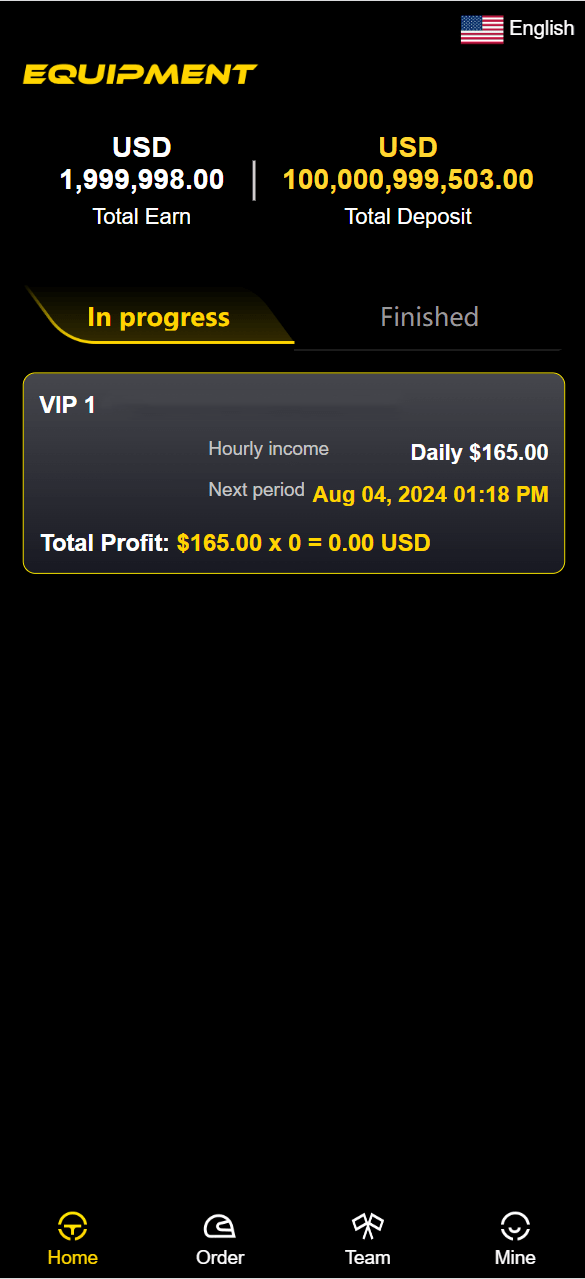 English
EQUIPMENT
USD
1,999,998.00
Total Earn
USD
100,000,999,503.00
Total Deposit
In progress
Finished
VIP 1
Hourly income
Daily $165.00
Next period
Aug 04, 2024 01:18 PM
Total Profit: $165.00 x 0 = 0.00 USD
Home
Order
Team
Mine